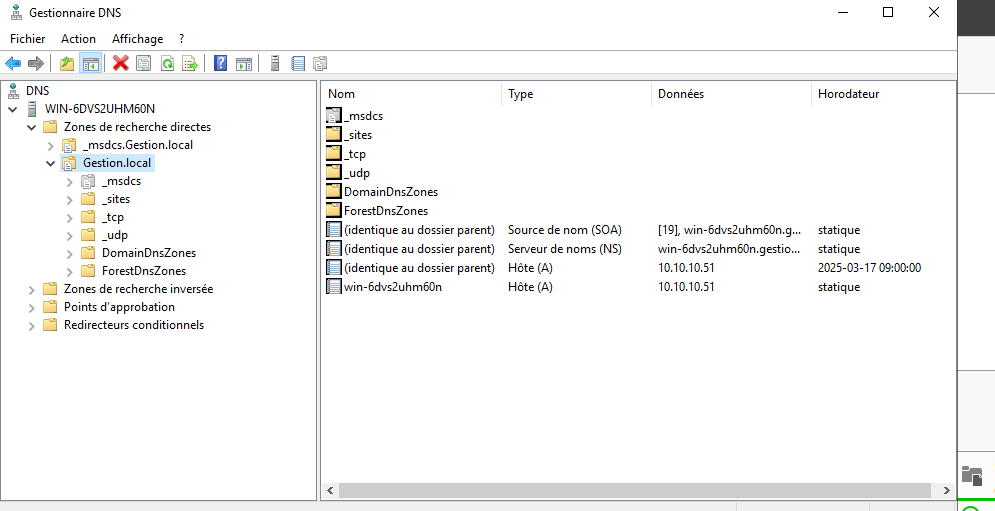 Gestionnaire DNS
Fichier Action Affichage ?
DNS
WIN-6DVS2UHM60N
Zones de recherche directes
_msdcs.Gestion.local
Gestion.local
_msdcs
_sites
_tcp
_udp
DomainDnsZones
ForestDnsZones
Zones de recherche inversée
Points d'approbation
Redirecteurs conditionnels
Nom Type Données Horodateur
_msdcs
_sites
_tcp
_udp
DomainDnsZones
ForestDnsZones
(identique au dossier parent) Source de nom (SOA) [19], win-6dvs2uhm60n.g... statique
(identique au dossier parent) Serveur de noms (NS) win-6dvs2uhm60n.gestio... statique
(identique au dossier parent) Hôte (A) 10.10.10.51 2025-03-17 09:00:00
win-6dvs2uhm60n Hôte (A) 10.10.10.51 statique